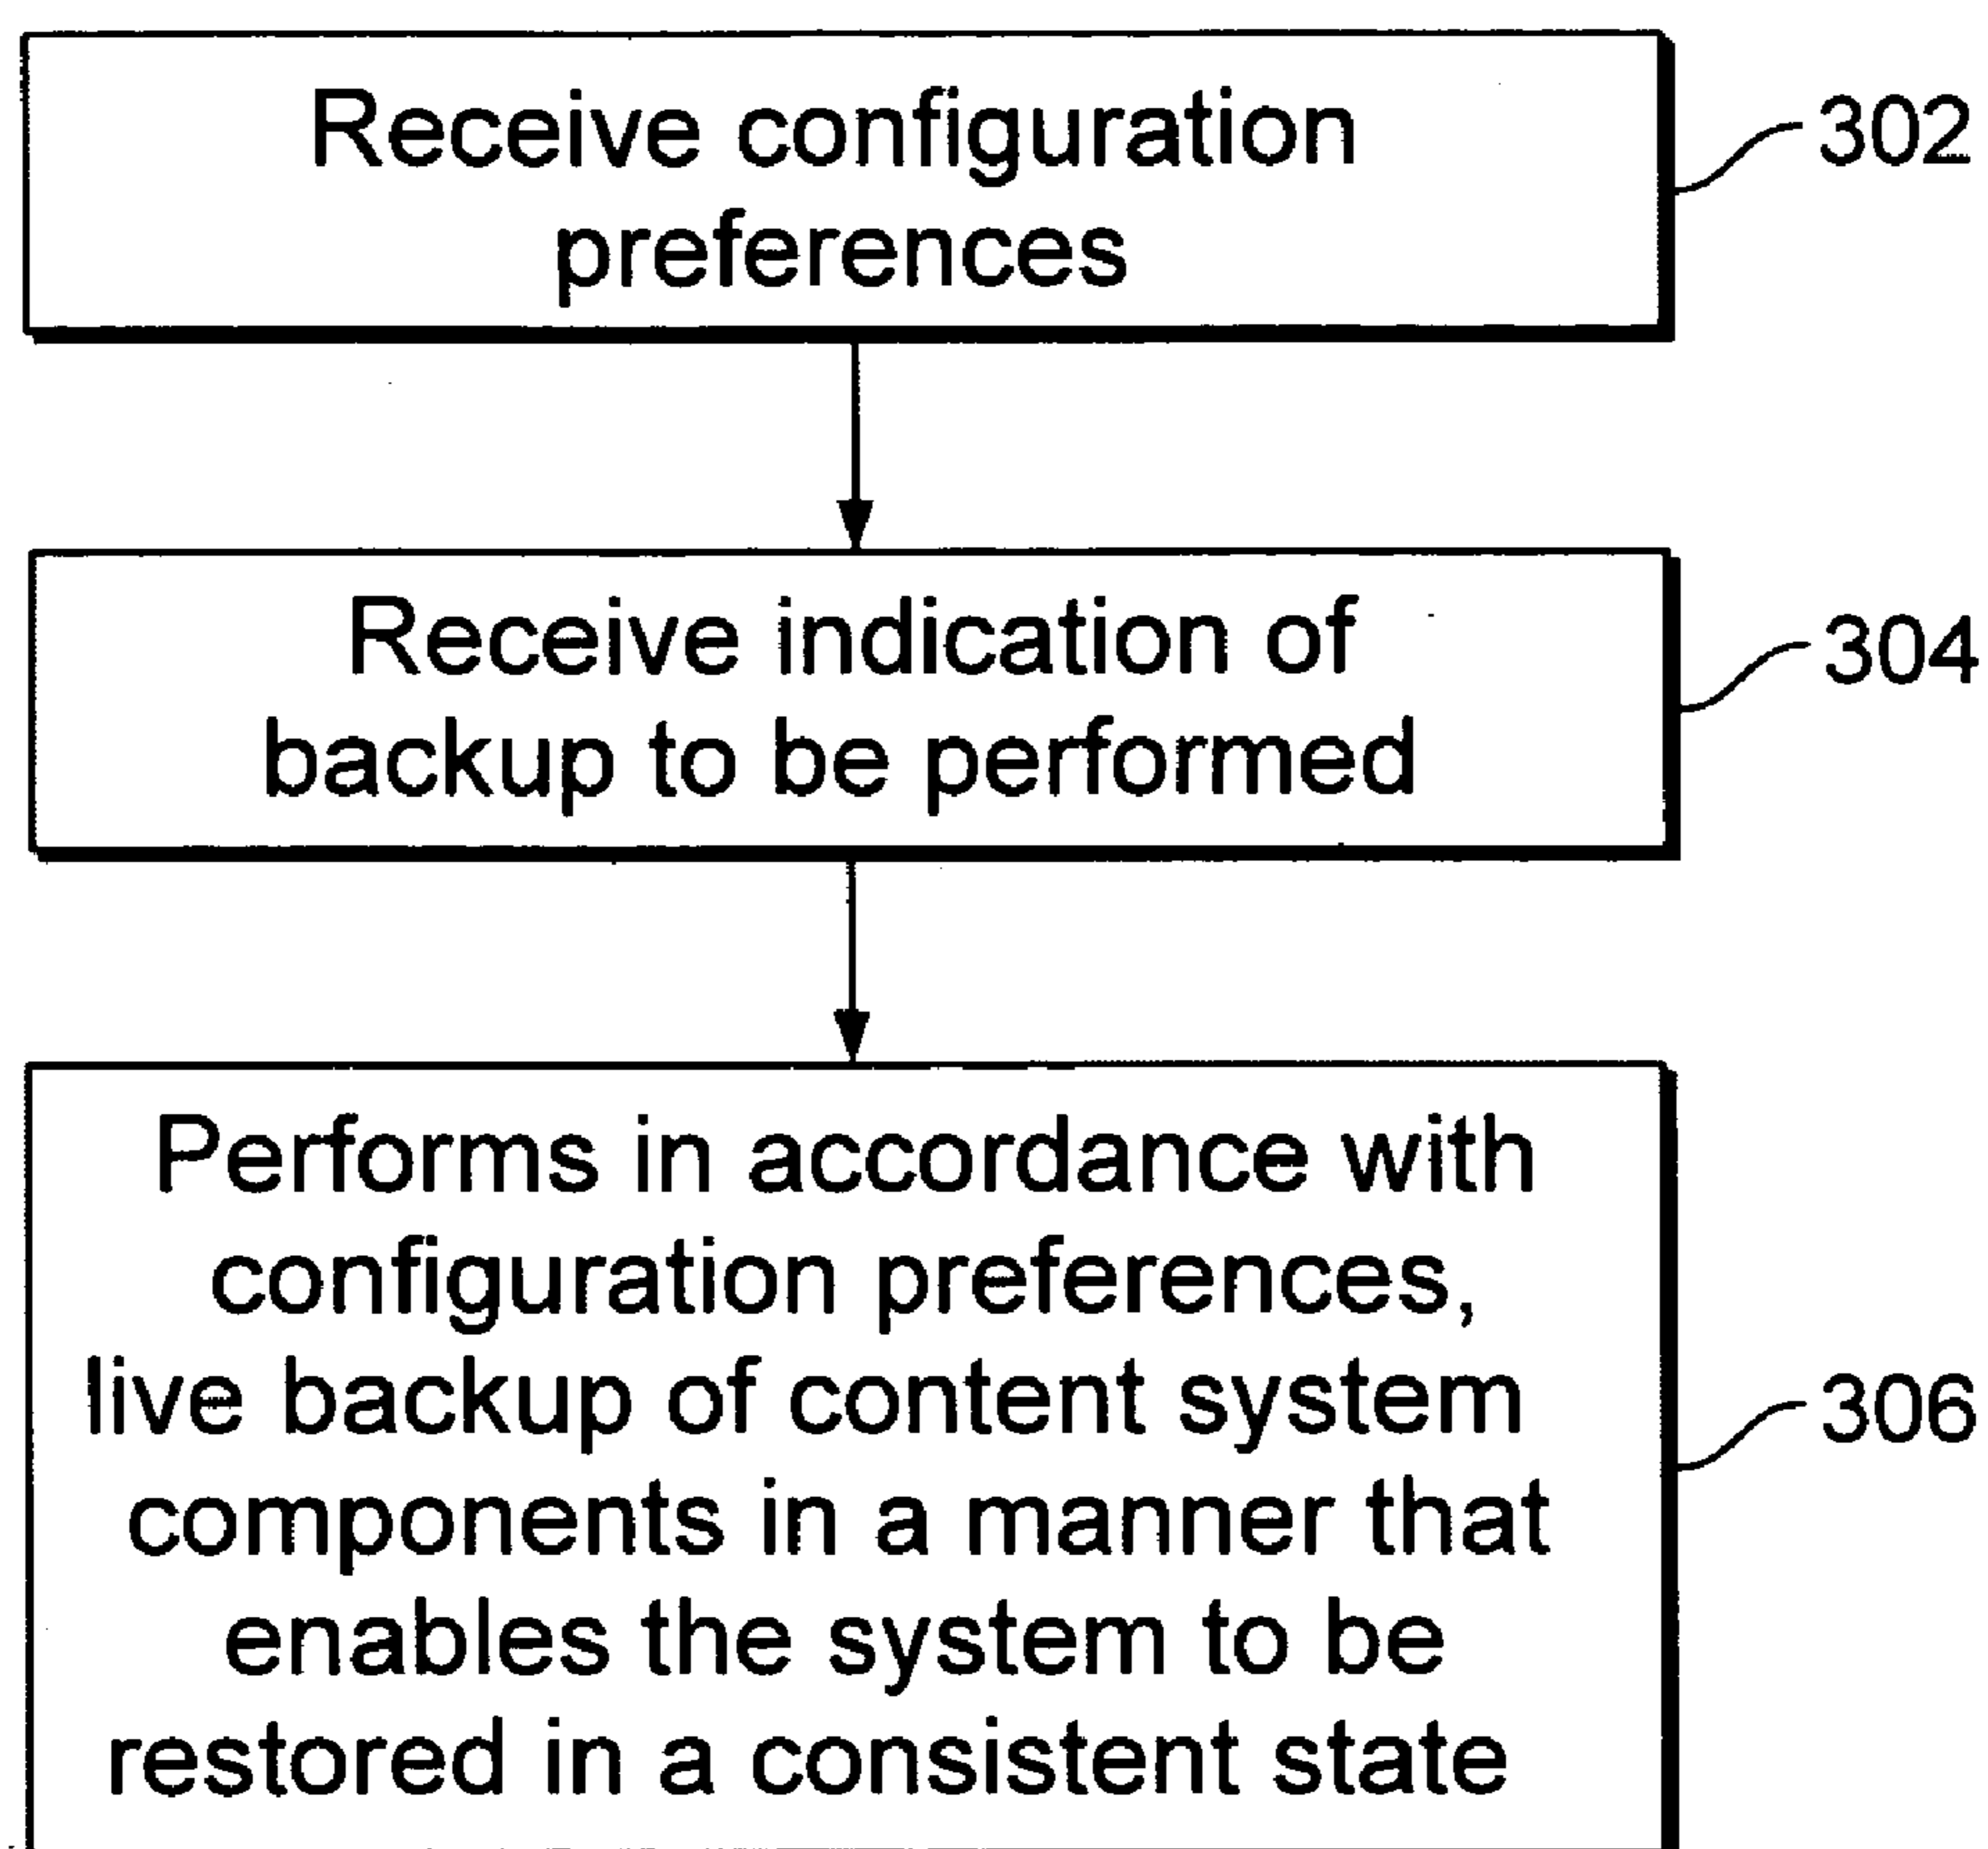 Receive configuration
preferences
302
Receive indication of
backup to be performed
304
Performs in accordance with
configuration preferences,
live backup of content system
components in a manner that
enables the system to be
restored in a consistent state
306